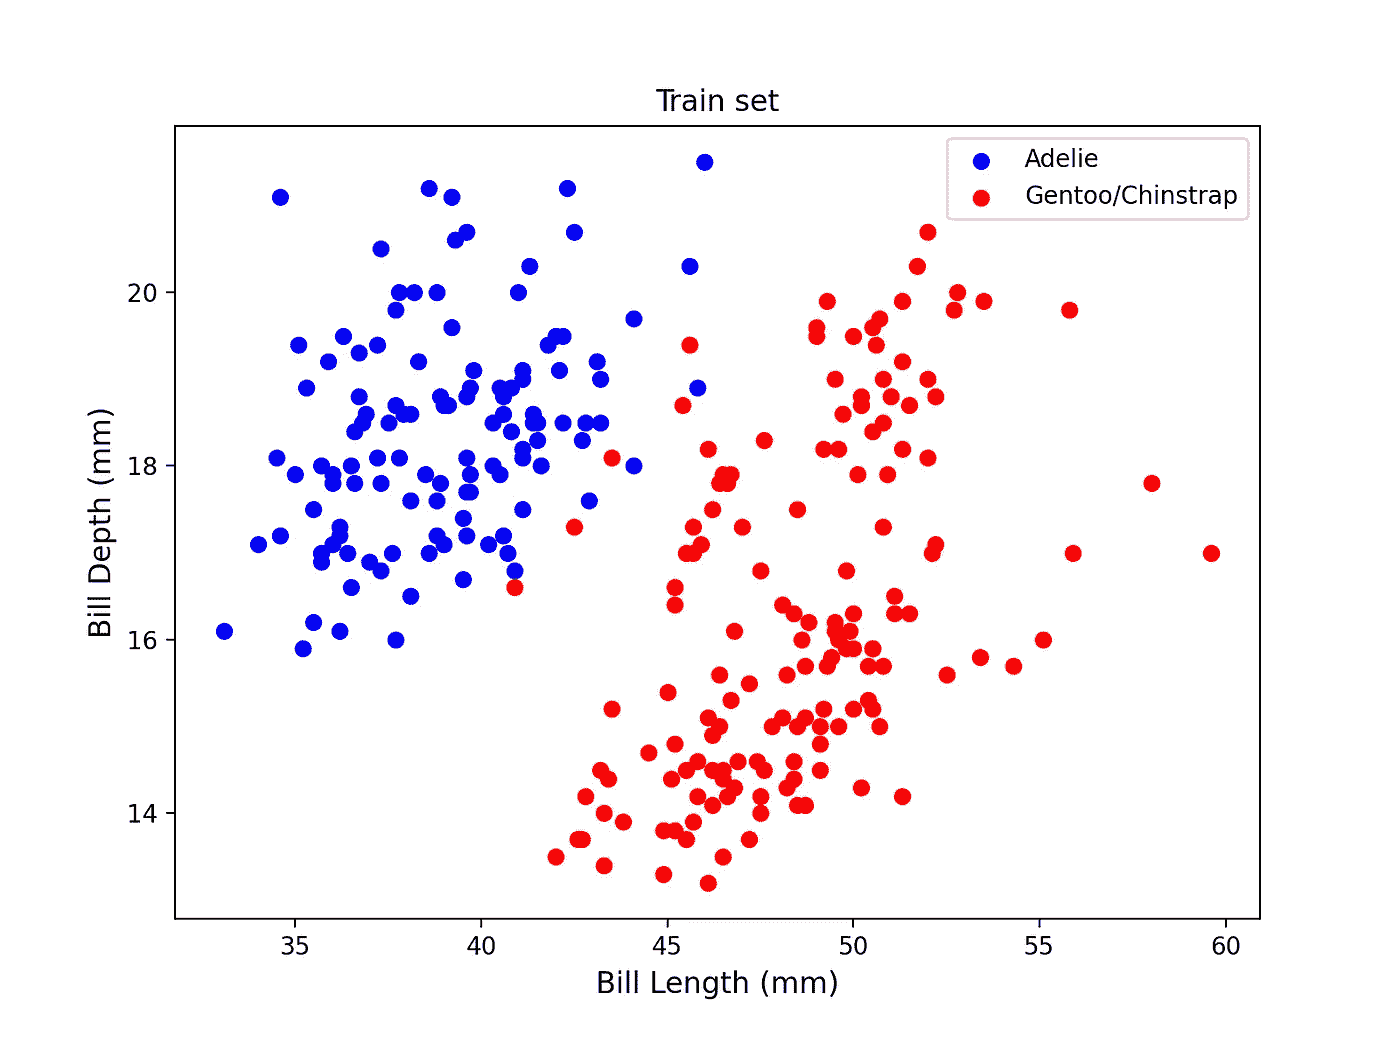 Train set
Adelie
Gentoo/Chinstrap
20
18
16
14
Bill Depth (mm)
35 40 45 50 55 60
Bill Length (mm)